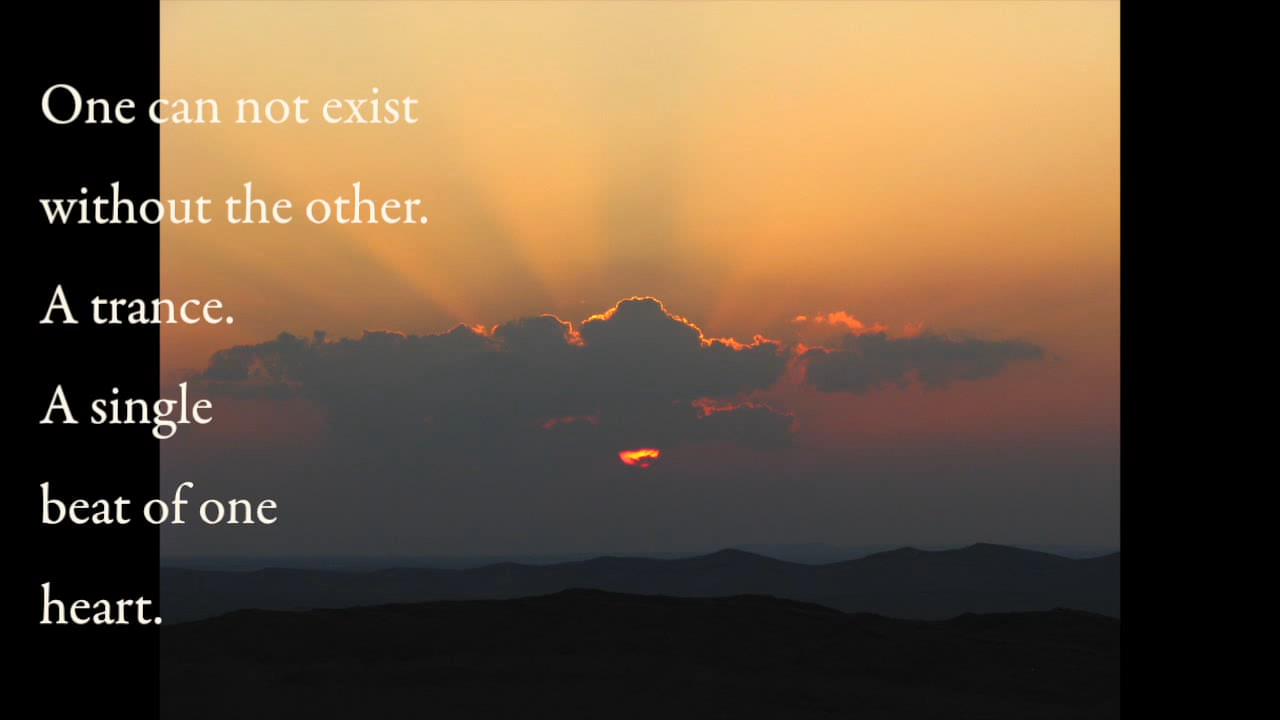 One can not exist
without the other.
A trance.
A single
beat of one
heart.